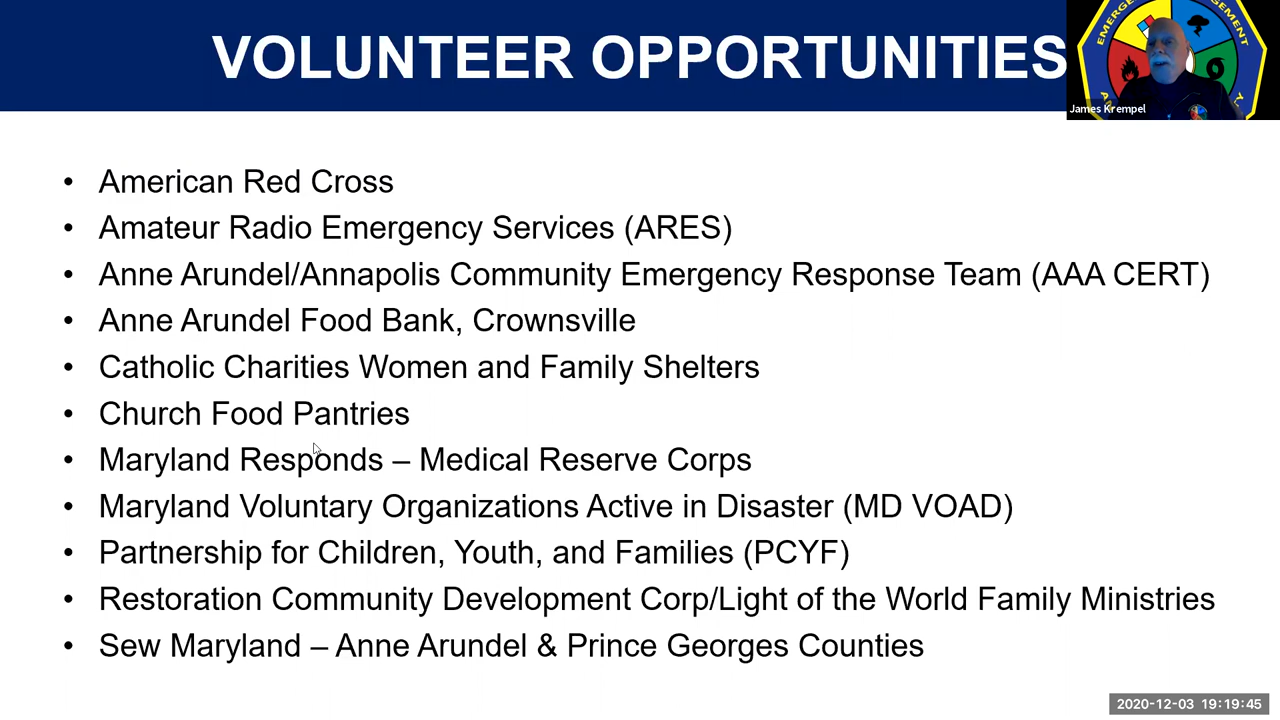 VOLUNTEER OPPORTUNITIES
James Krempel
• American Red Cross
• Amateur Radio Emergency Services (ARES)
• Anne Arundel/Annapolis Community Emergency Response Team (AAA CERT)
• Anne Arundel Food Bank, Crownsville
• Catholic Charities Women and Family Shelters
• Church Food Pantries
• Maryland Responds – Medical Reserve Corps
• Maryland Voluntary Organizations Active in Disaster (MD VOAD)
• Partnership for Children, Youth, and Families (PCYF)
• Restoration Community Development Corp/Light of the World Family Ministries
• Sew Maryland – Anne Arundel & Prince Georges Counties
2020-12-03 19:19:45